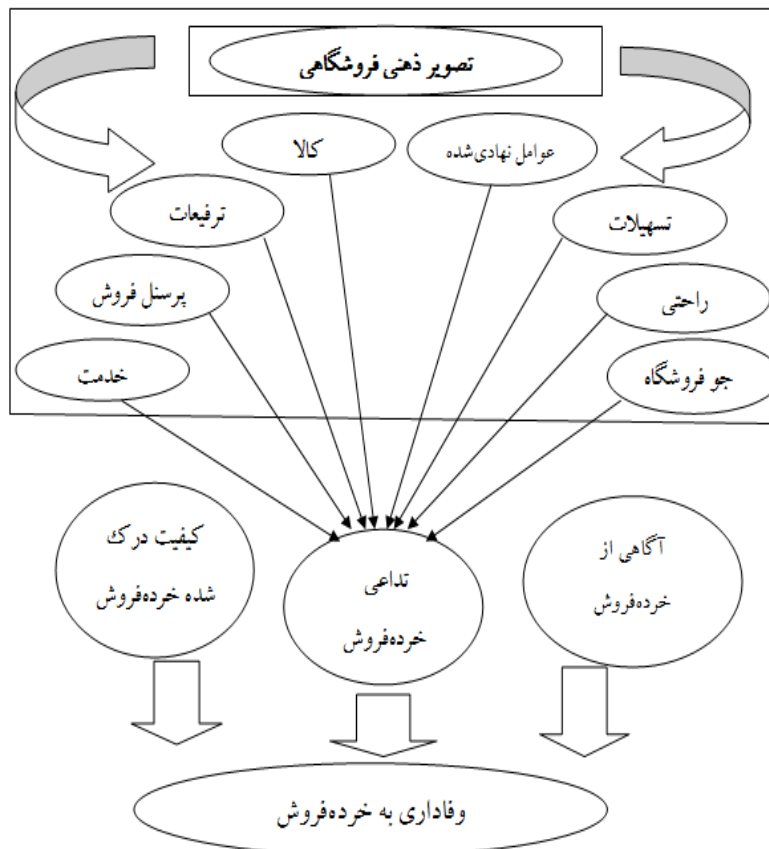 تصویر ذهنی فروشگاهی
عوامل نهادی‌شده
کالا
تسهیلات
ترفیعات
راحتی
پرسنل فروش
جو فروشگاه
خدمت
آگاهی از
خرده‌فروش
تداعی
خرده‌فروش
کیفیت درک
شده خرده‌فروش
وفاداری به خرده‌فروش